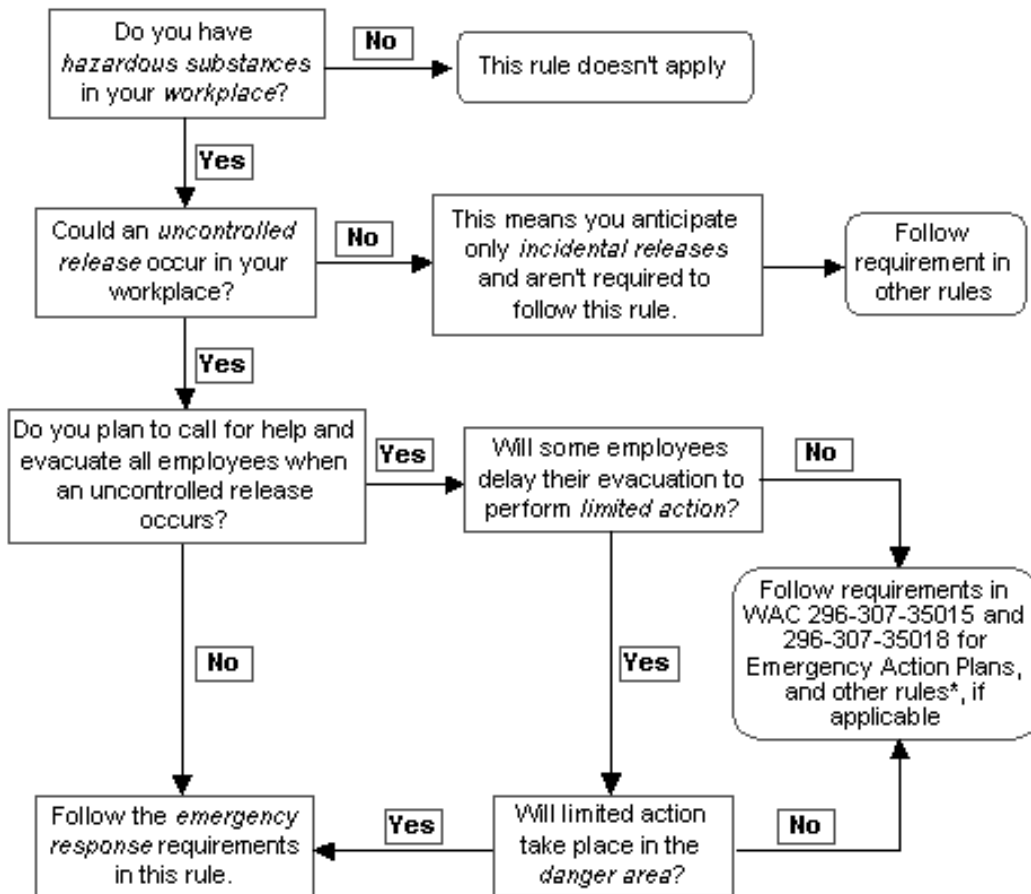 Do you have
hazardous substances
in your workplace?
No
This rule doesn't apply
Yes
Could an uncontrolled
release occur in your
workplace?
No
This means you anticipate
only incidental releases
and aren't required to
follow this rule.
Follow
requirement in
other rules
Yes
Do you plan to call for help and
evacuate all employees when
an uncontrolled release
occurs?
Yes
Will some employees
delay their evacuation to
perform limited action?
No
Follow requirements in
WAC 296-307-35015 and
296-307-35018 for
Emergency Action Plans,
and other rules*, if
applicable
No
Yes
Follow the emergency
response requirements
in this rule.
Yes
Will limited action
take place in the
danger area?
No